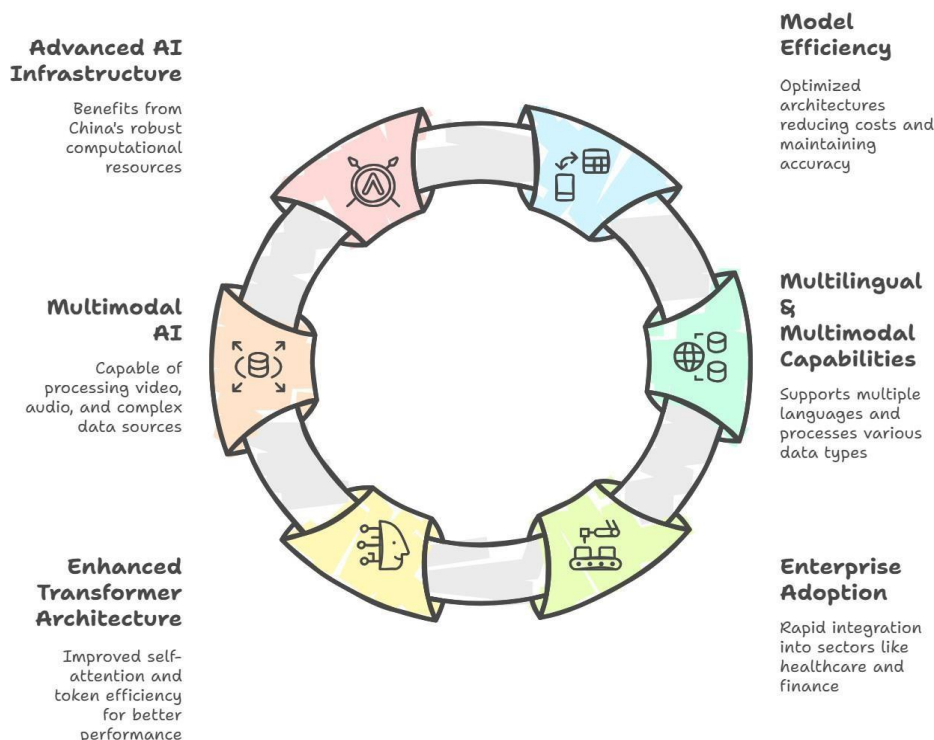 Advanced AI
Infrastructure
Benefits from
China's robust
computational
resources
Model
Efficiency
Optimized
architectures
reducing costs and
maintaining
accuracy
Multimodal
AI
Capable of
processing video,
audio, and complex
data sources
Multilingual
&
Multimodal
Capabilities
Supports multiple
languages and
processes various
data types
Enhanced
Transformer
Architecture
Improved self-
attention and
token efficiency
for better
performance
Enterprise
Adoption
Rapid integration
into sectors like
healthcare and
finance